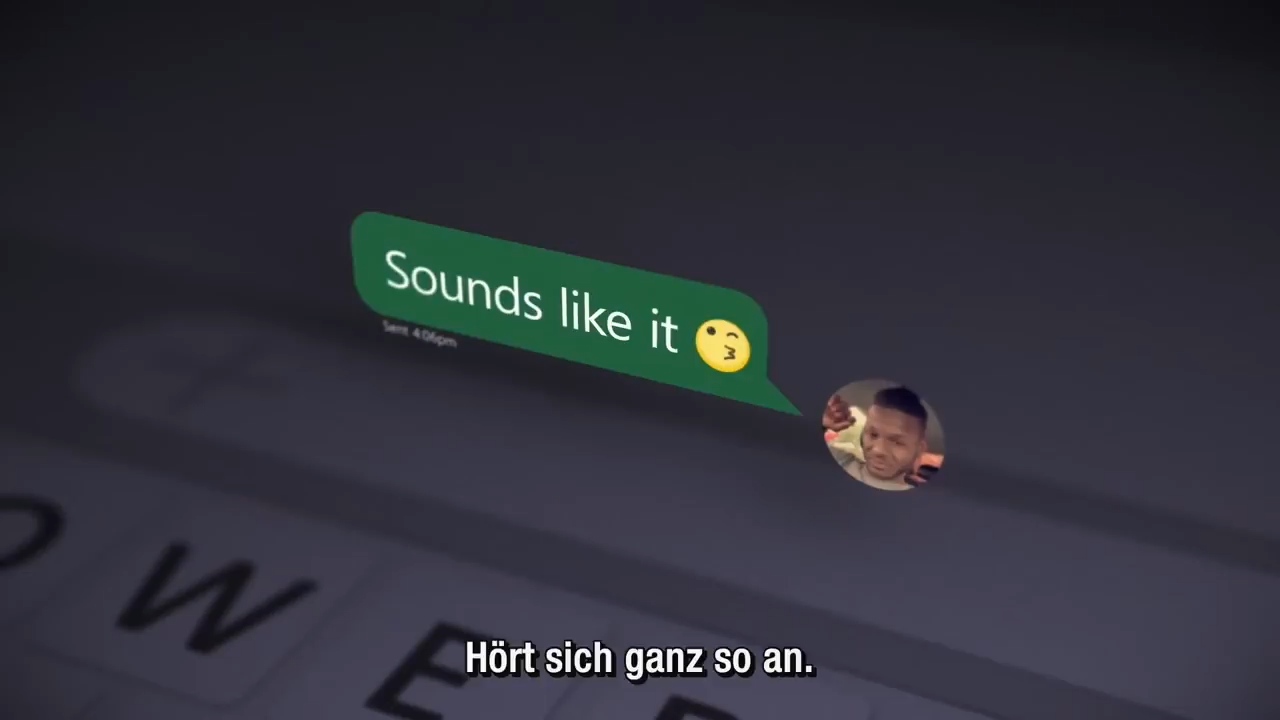 Sounds like it 😗
Sent 4:06pm
W E
Hört sich ganz so an.